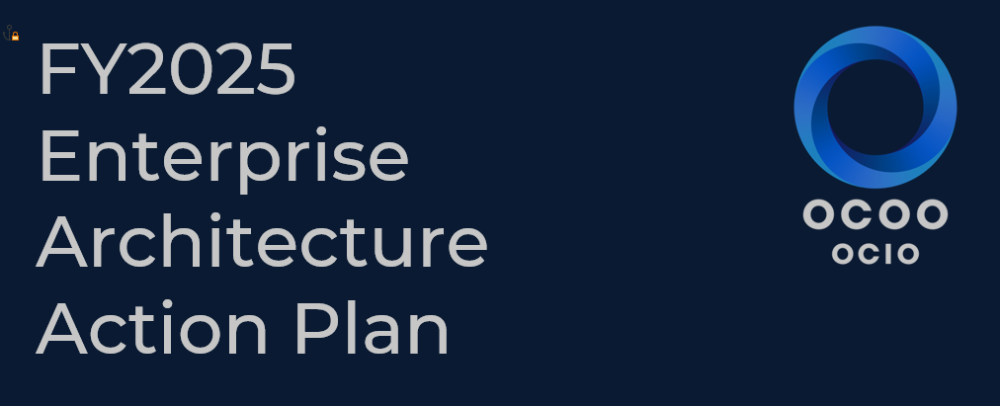 FY2025
Enterprise
Architecture
Action Plan
OCOO
OCIO